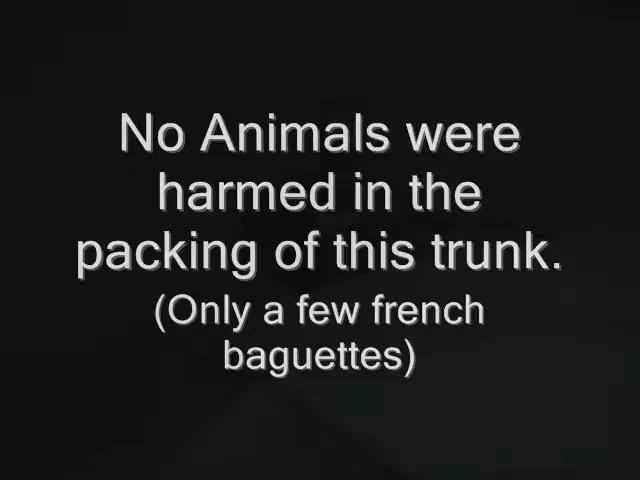 No Animals were
harmed in the
packing of this trunk.
(Only a few french
baguettes)